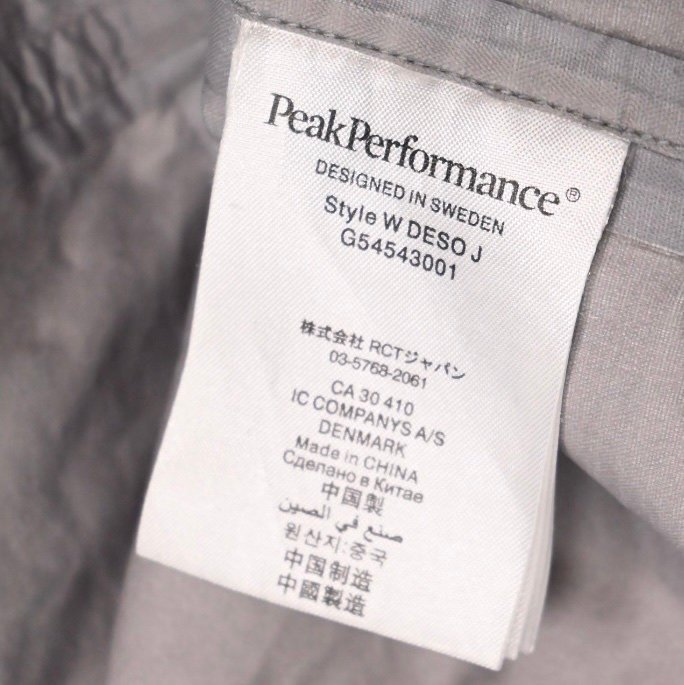 PeakPerformance®
DESIGNED IN SWEDEN
Style W DESO J
G54543001
株式会社 RCTジャパン
03-5768-2061
CA 30 410
IC COMPANYS A/S
DENMARK
Made in CHINA
Сделано в Китае
中国製
صنع في الصين
원산지:중국
中国制造
中國製造